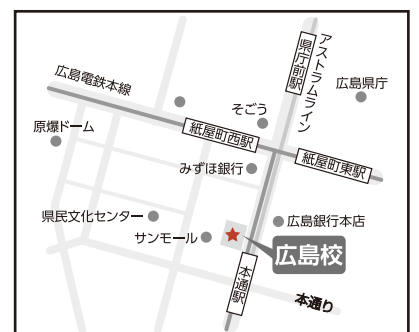 アストラムライン
県庁前駅
広島県庁
広島電鉄本線
そごう
原爆ドーム
紙屋町西駅
紙屋町東駅
みずほ銀行
県民文化センター
広島銀行本店
サンモール
広島校
本通駅
本通り